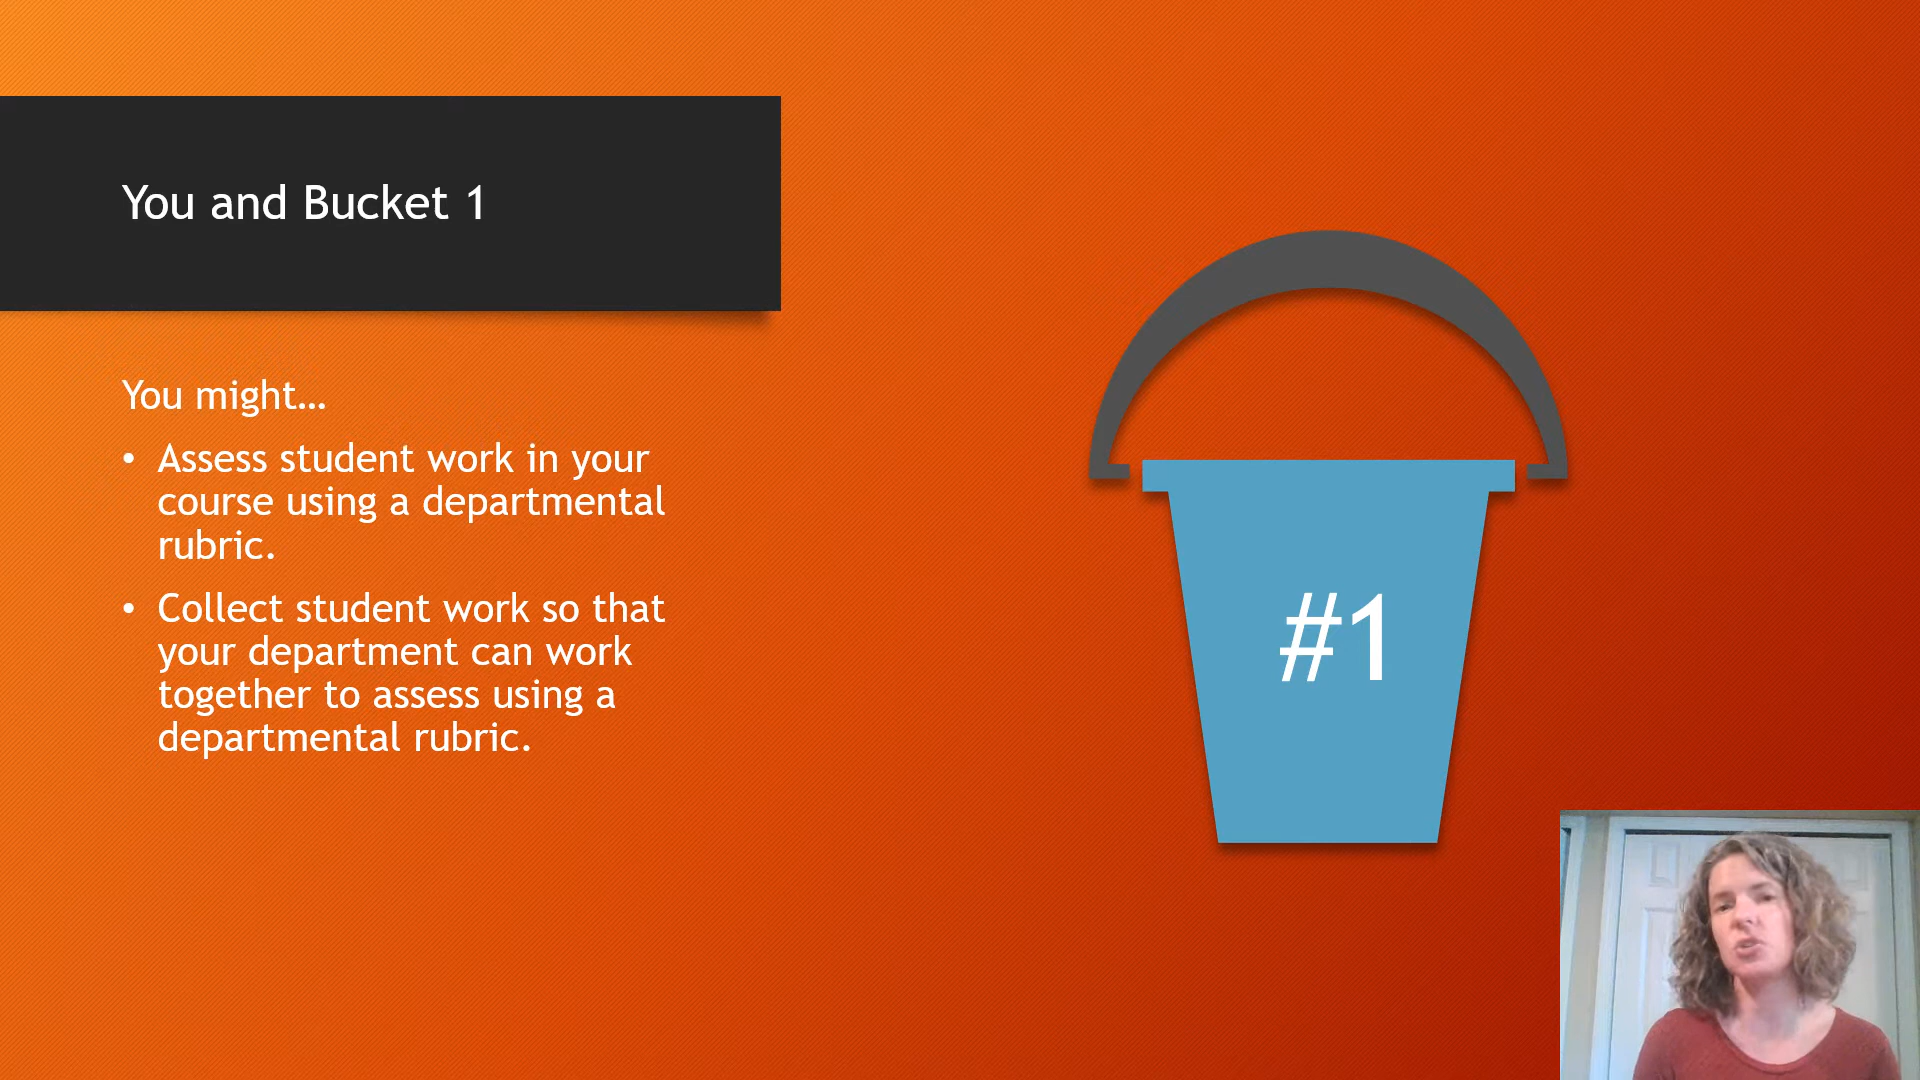 You and Bucket 1
You might…
• Assess student work in your
course using a departmental
rubric.
• Collect student work so that
your department can work
together to assess using a
departmental rubric.
#1